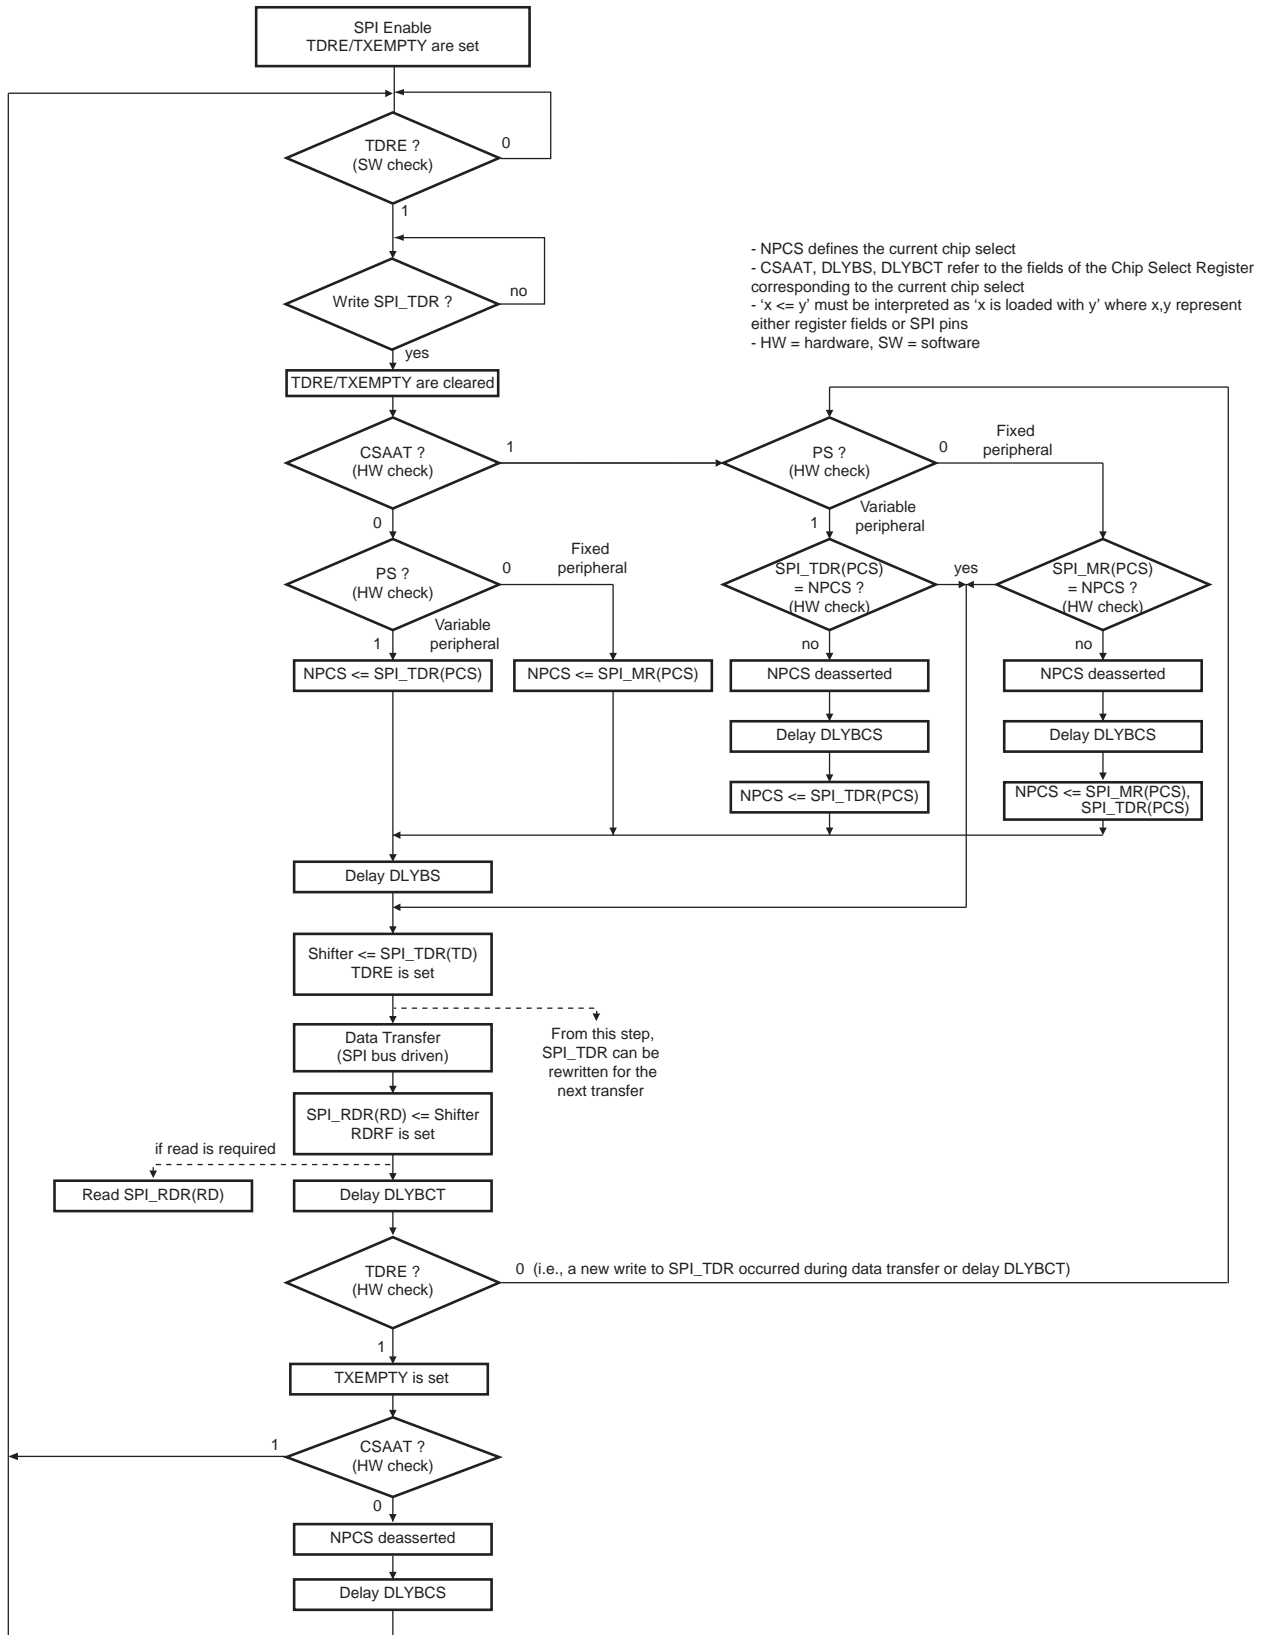 SPI Enable
TDRE/TXEMPTY are set
TDRE ?
(SW check)
0
1
Write SPI_TDR ?
no
yes
- NPCS defines the current chip select
- CSAAT, DLYBS, DLYBCT refer to the fields of the Chip Select Register
corresponding to the current chip select
- ‘x <= y’ must be interpreted as ‘x is loaded with y’ where x,y represent
either register fields or SPI pins
- HW = hardware, SW = software
TDRE/TXEMPTY are cleared
CSAAT ?
(HW check)
1
0
PS ?
(HW check)
0
Fixed
peripheral
1
Variable
peripheral
PS ?
(HW check)
0
Fixed
peripheral
1
Variable
peripheral
SPI_TDR(PCS)
= NPCS ?
(HW check)
yes
no
SPI_MR(PCS)
= NPCS ?
(HW check)
no
NPCS <= SPI_TDR(PCS)
NPCS <= SPI_MR(PCS)
NPCS deasserted
NPCS deasserted
Delay DLYBCS
Delay DLYBCS
NPCS <= SPI_TDR(PCS)
NPCS <= SPI_MR(PCS),
SPI_TDR(PCS)
Delay DLYBS
Shifter <= SPI_TDR(TD)
TDRE is set
Data Transfer
(SPI bus driven)
From this step,
SPI_TDR can be
rewritten for the
next transfer
SPI_RDR(RD) <= Shifter
RDRF is set
if read is required
Read SPI_RDR(RD)
Delay DLYBCT
TDRE ?
(HW check)
0 (i.e., a new write to SPI_TDR occurred during data transfer or delay DLYBCT)
1
TXEMPTY is set
CSAAT ?
(HW check)
1
0
NPCS deasserted
Delay DLYBCS